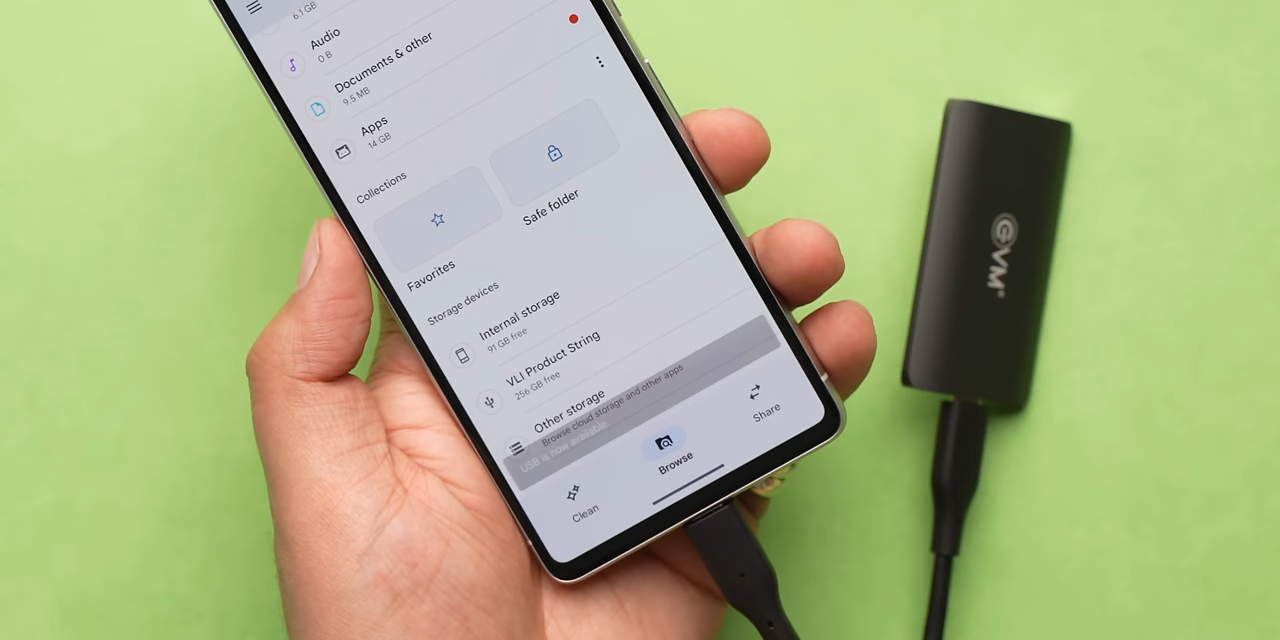 6.1 GB
Audio
0 B
Documents & other
9.5 MB
Apps
14 GB
Collections
Favorites
Safe folder
Storage devices
Internal storage
91 GB free
VLI Product String
256 GB free
Other storage
Browse cloud storage and other apps
USB is now available
Clean
Browse
Share
EVM